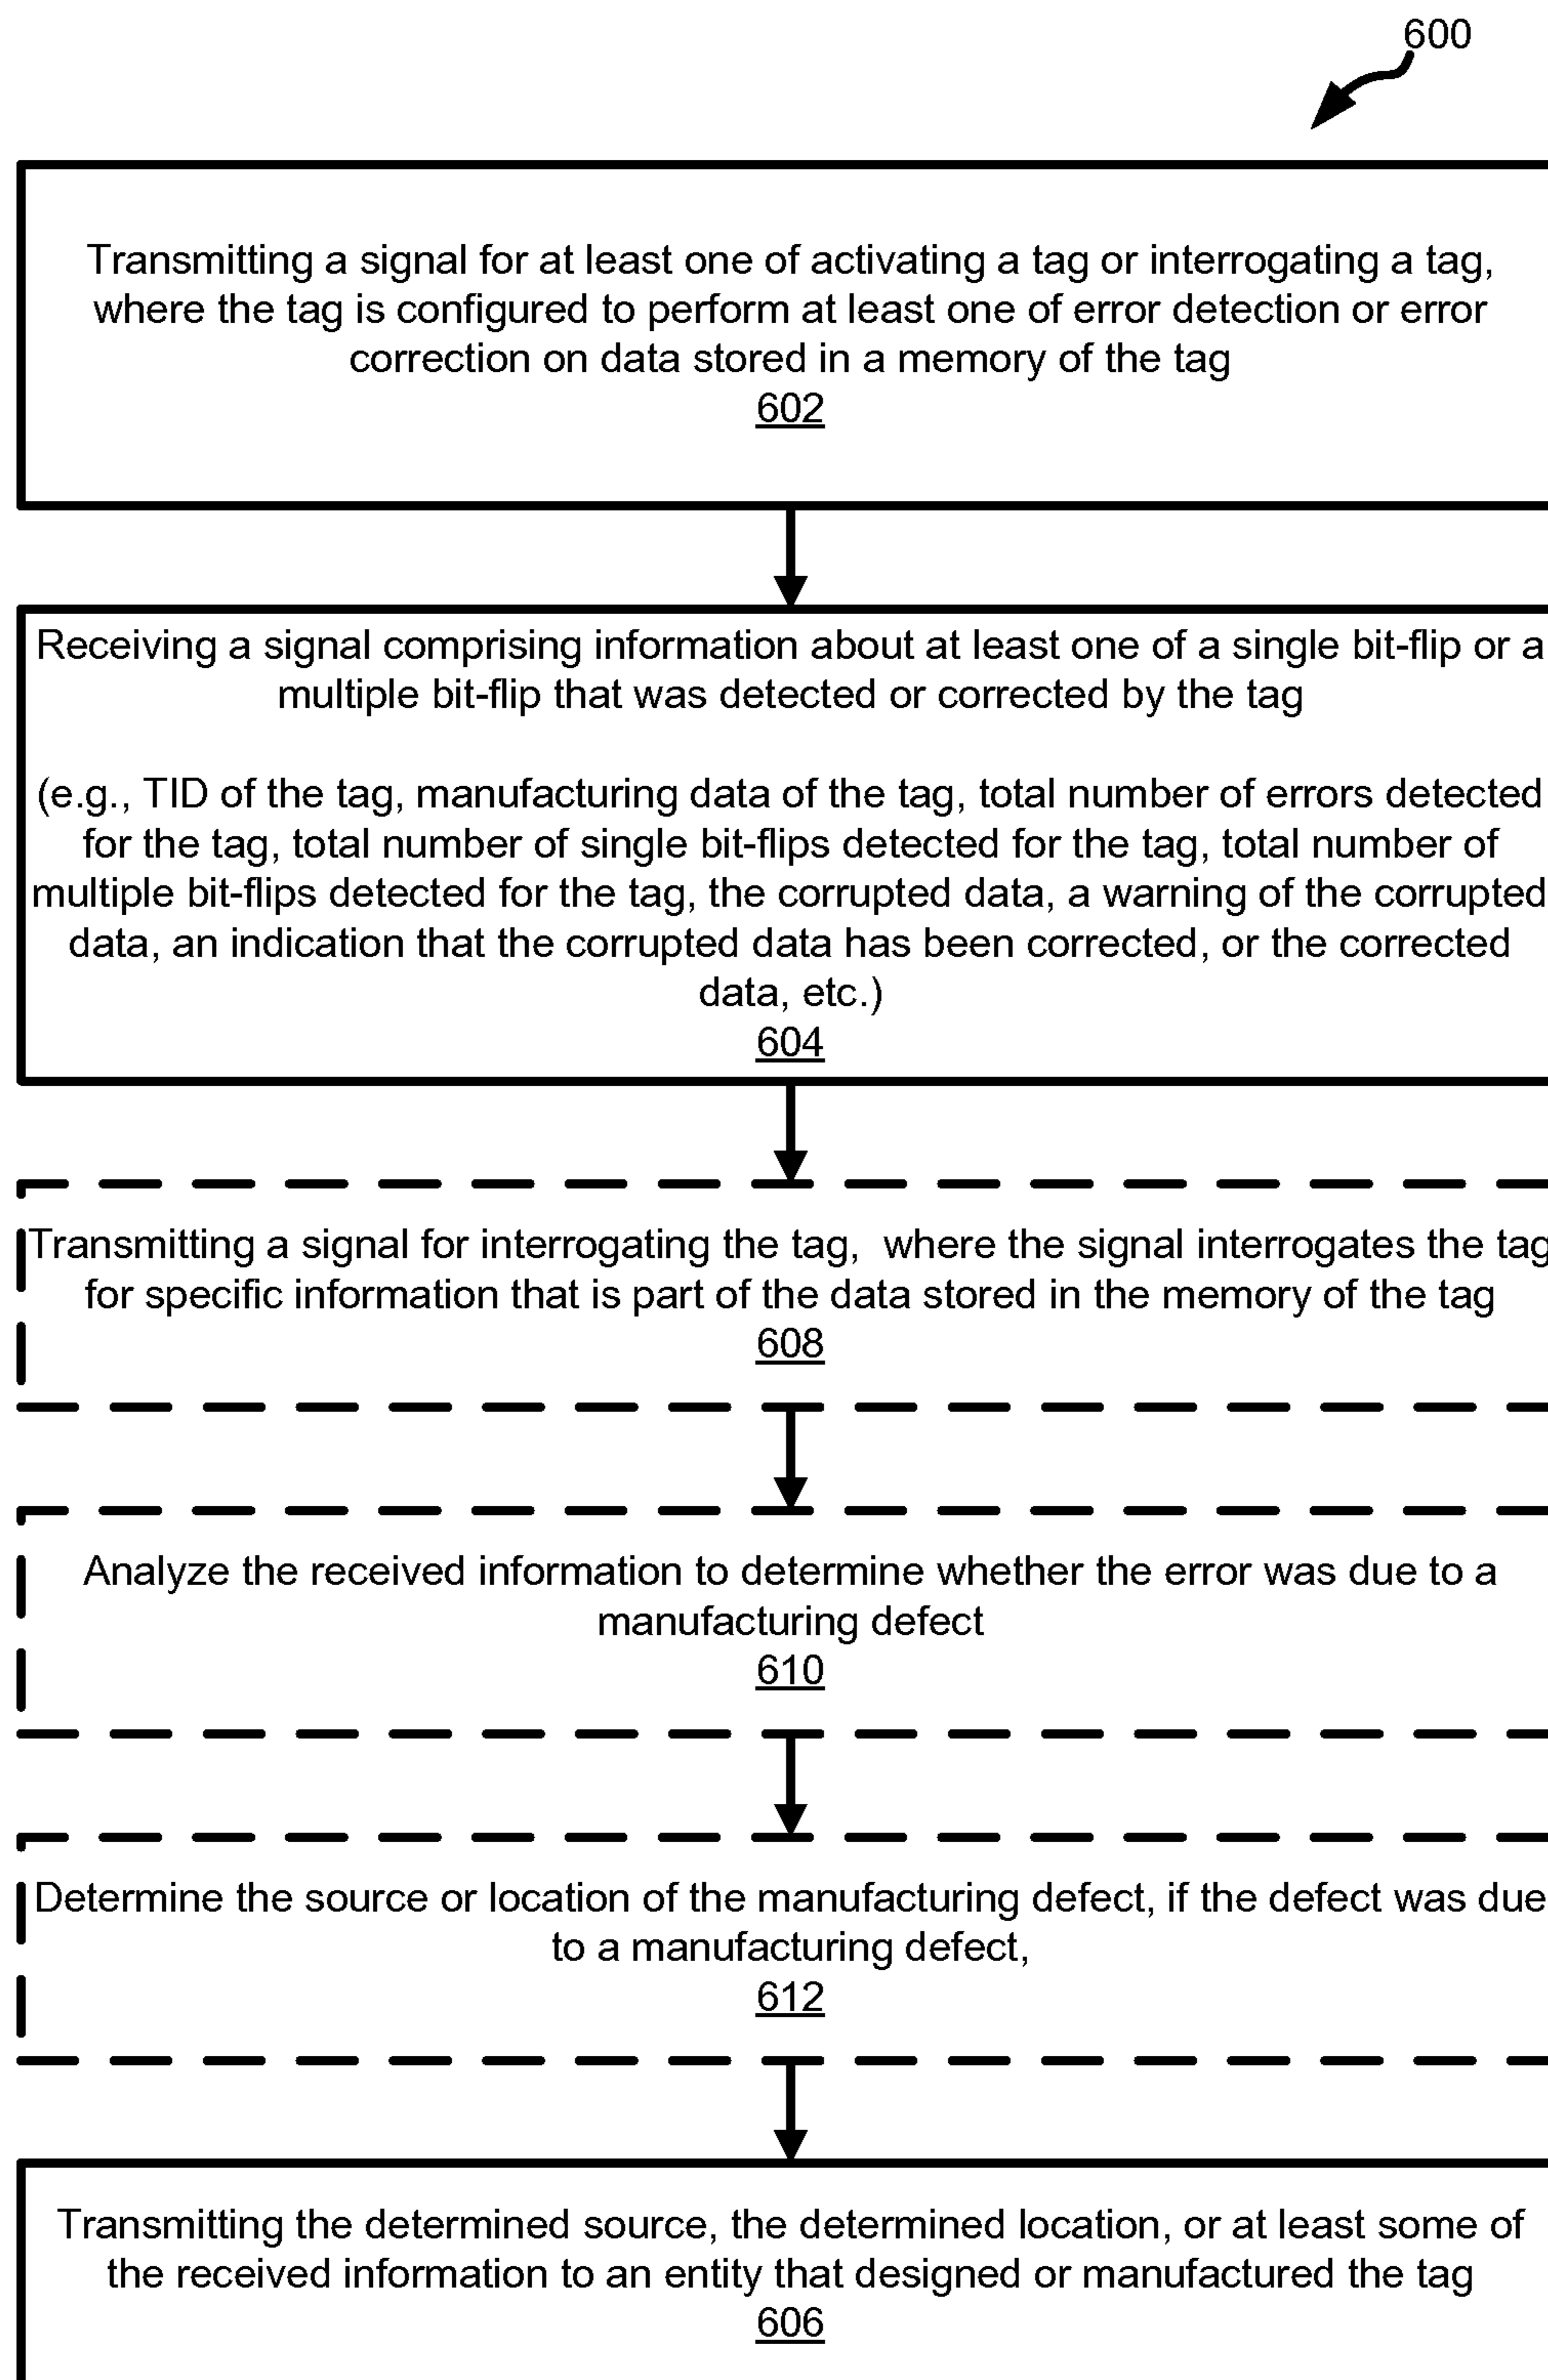 600
Transmitting a signal for at least one of activating a tag or interrogating a tag,
where the tag is configured to perform at least one of error detection or error
correction on data stored in a memory of the tag
602
Receiving a signal comprising information about at least one of a single bit-flip or a
multiple bit-flip that was detected or corrected by the tag
(e.g., TID of the tag, manufacturing data of the tag, total number of errors detected
for the tag, total number of single bit-flips detected for the tag, total number of
multiple bit-flips detected for the tag, the corrupted data, a warning of the corrupted
data, an indication that the corrupted data has been corrected, or the corrected
data, etc.)
604
Transmitting a signal for interrogating the tag, where the signal interrogates the tag
for specific information that is part of the data stored in the memory of the tag
608
Analyze the received information to determine whether the error was due to a
manufacturing defect
610
Determine the source or location of the manufacturing defect, if the defect was due
to a manufacturing defect,
612
Transmitting the determined source, the determined location, or at least some of
the received information to an entity that designed or manufactured the tag
606